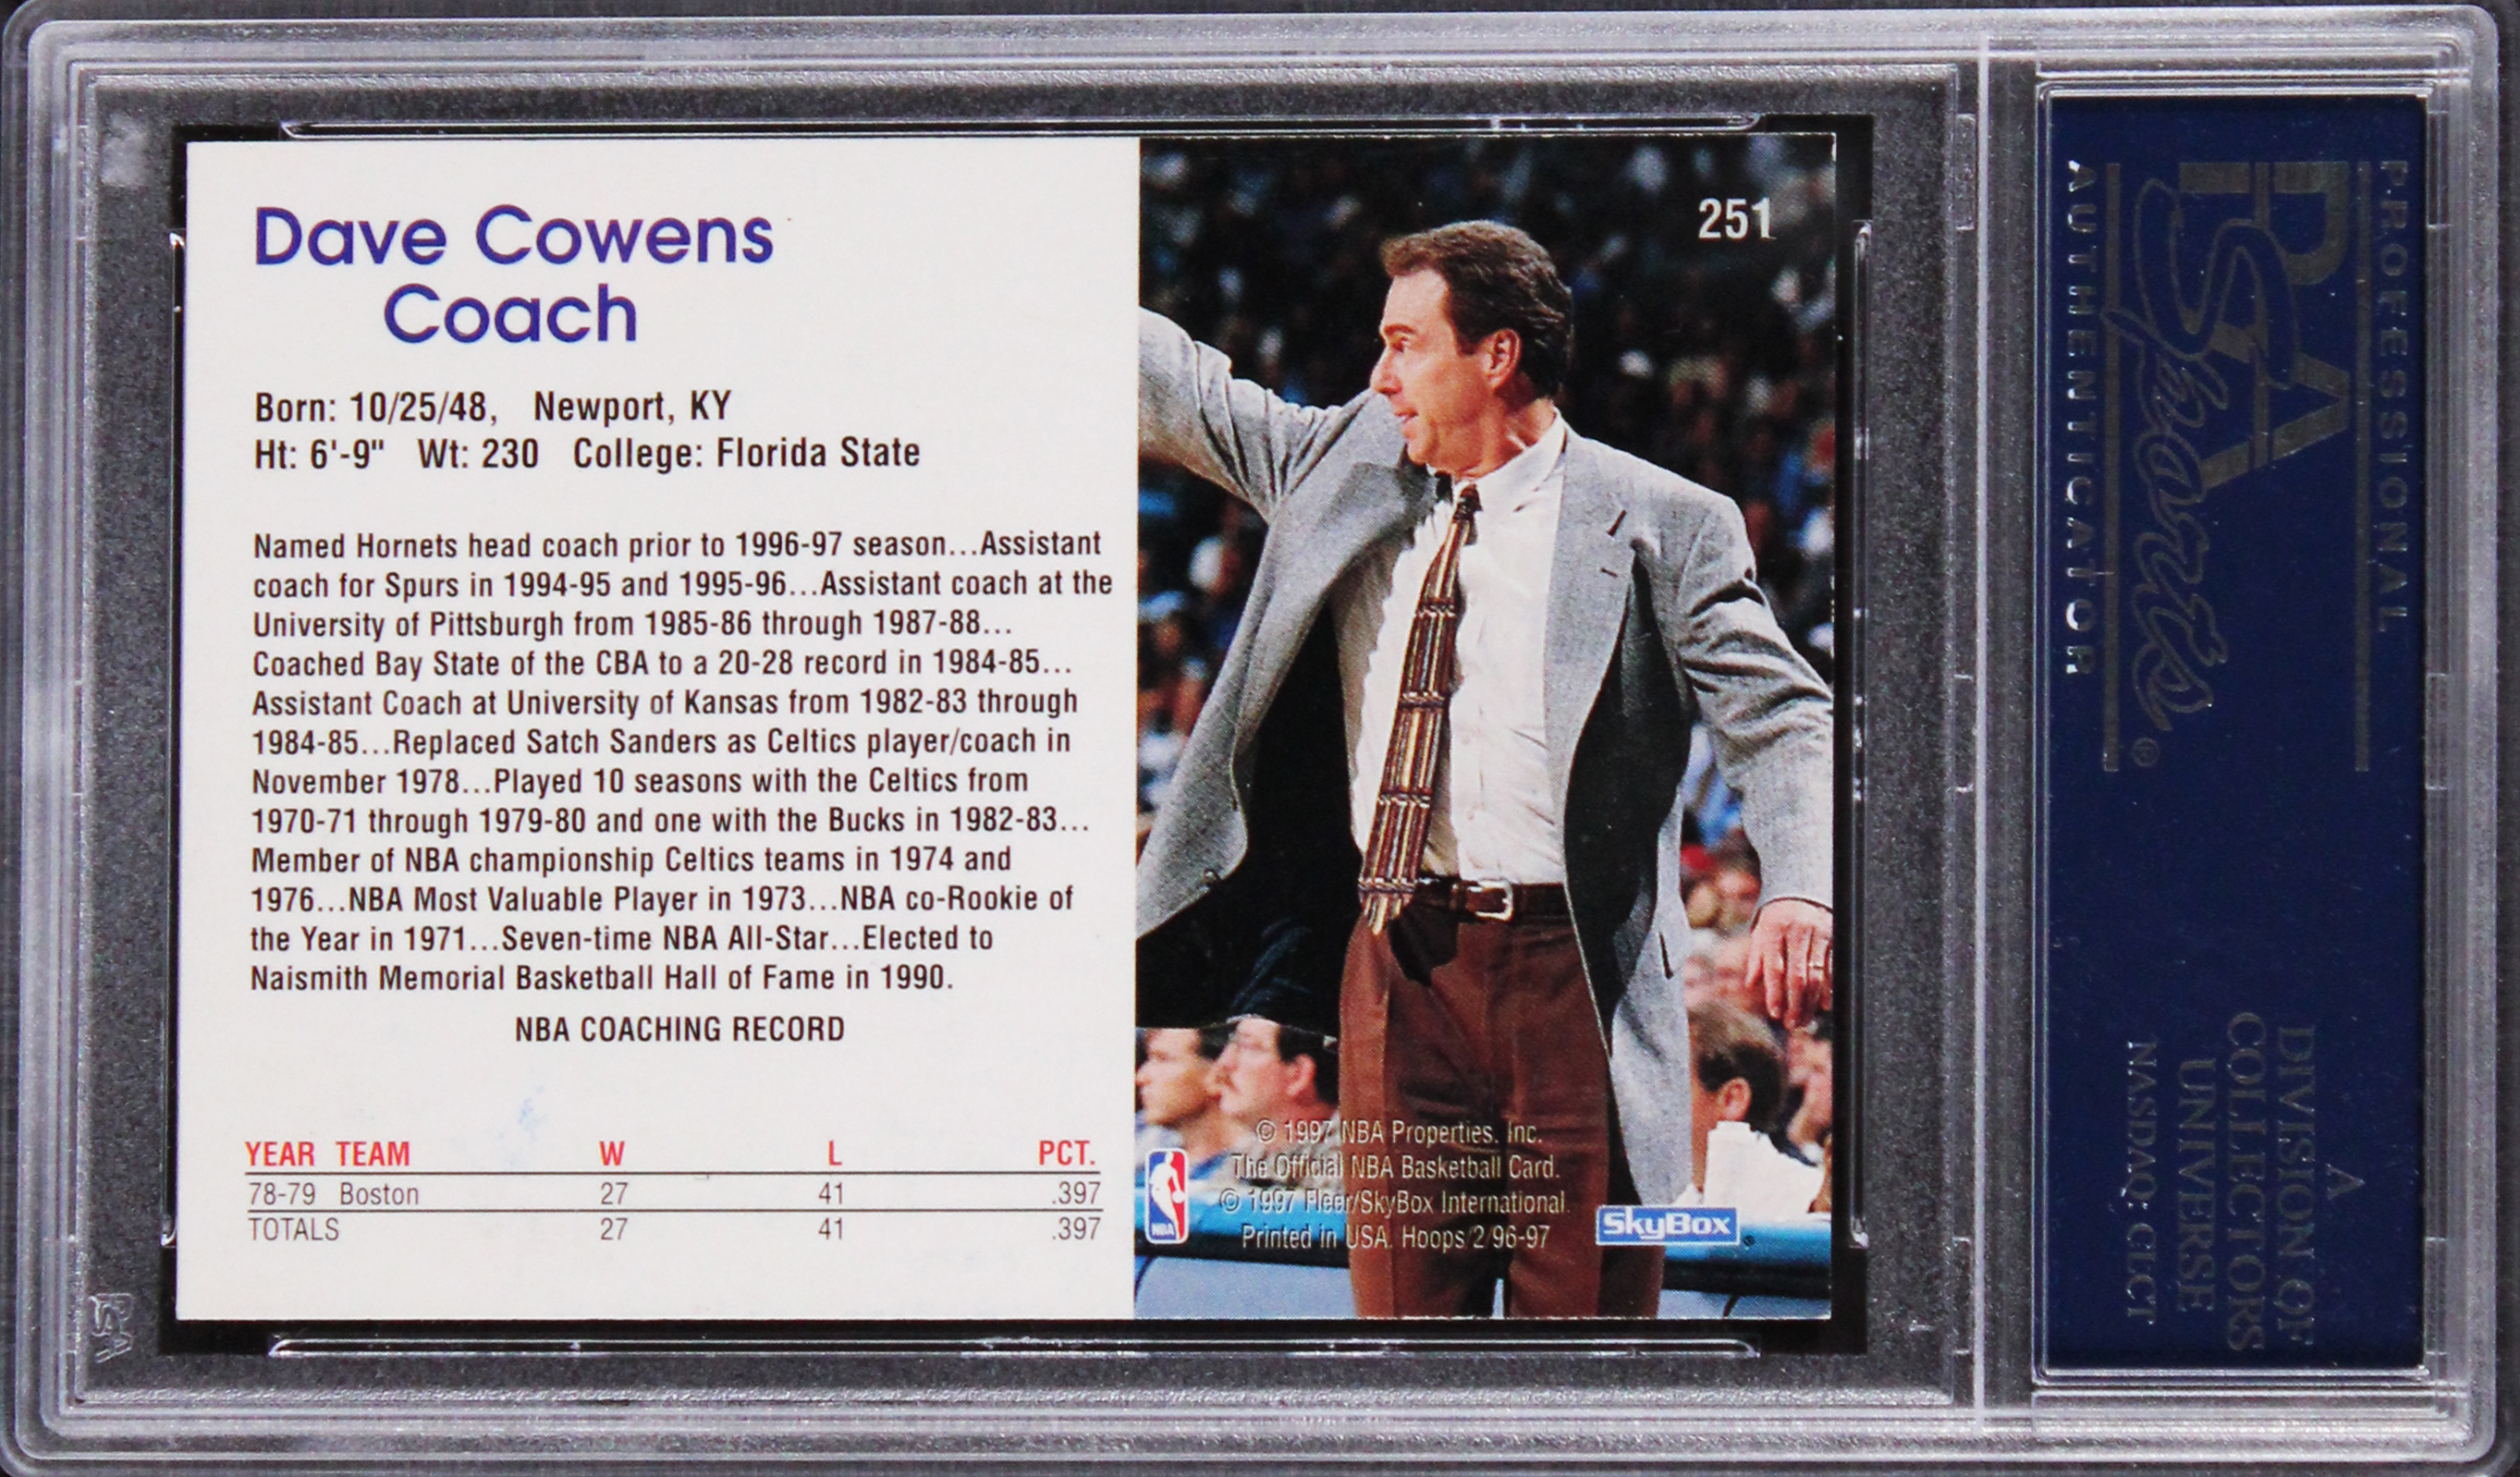 Dave Cowens
Coach
Born: 10/25/48, Newport, KY
Ht: 6'-9" Wt: 230 College: Florida State
Named Hornets head coach prior to 1996-97 season...Assistant
coach for Spurs in 1994-95 and 1995-96...Assistant coach at the
University of Pittsburgh from 1985-86 through 1987-88...
Coached Bay State of the CBA to a 20-28 record in 1984-85...
Assistant Coach at University of Kansas from 1982-83 through
1984-85...Replaced Satch Sanders as Celtics player/coach in
November 1978...Played 10 seasons with the Celtics from
1970-71 through 1979-80 and one with the Bucks in 1982-83...
Member of NBA championship Celtics teams in 1974 and
1976...NBA Most Valuable Player in 1973...NBA co-Rookie of
the Year in 1971...Seven-time NBA All-Star...Elected to
Naismith Memorial Basketball Hall of Fame in 1990.
NBA COACHING RECORD
YEAR TEAM W L PCT.
78-79 Boston 27 41 .397
TOTALS 27 41 .397
251
© 1997 NBA Properties, Inc.
The Official NBA Basketball Card.
© 1997 Fleer/SkyBox International
Printed in USA. Hoops 2 96-97
NBA
SkyBox
PSA
PROFESSIONAL
PSA
Sports®
AUTHENTICATOR
A
DIVISION OF
COLLECTORS
UNIVERSE
NASDAQ: CLCT